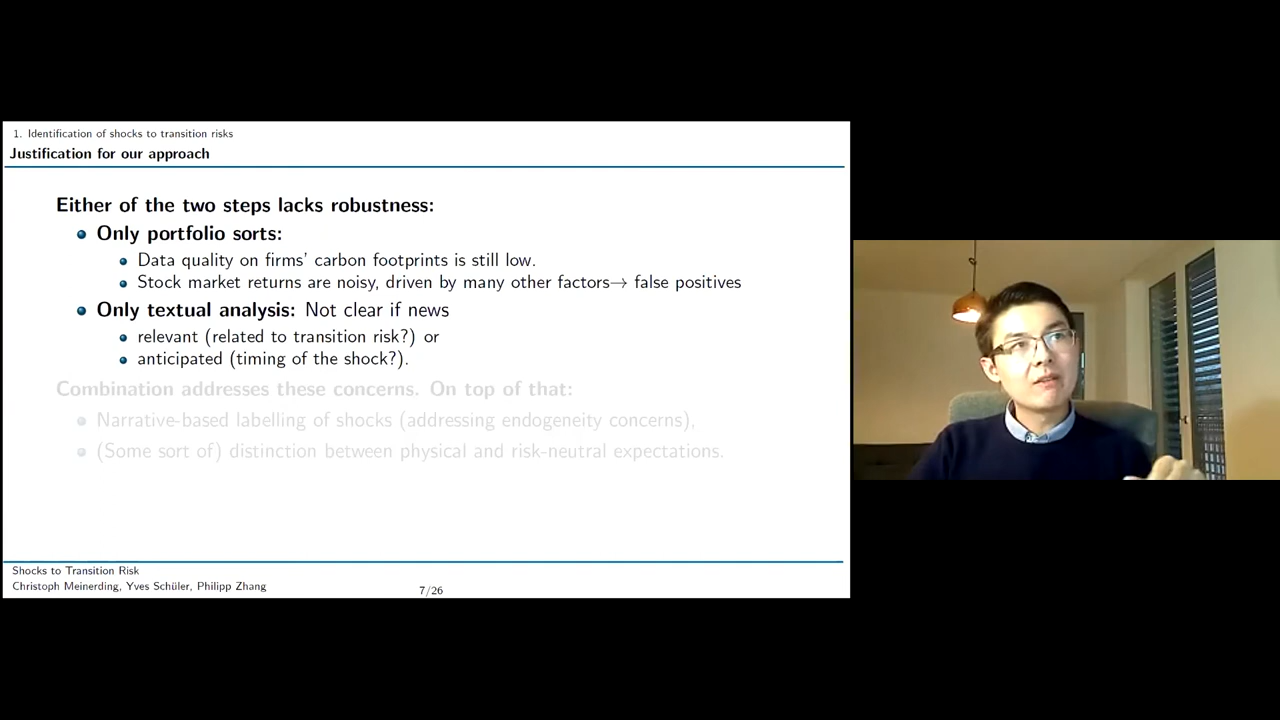 1. Identification of shocks to transition risks
Justification for our approach
Either of the two steps lacks robustness:
Only portfolio sorts:
Data quality on firms' carbon footprints is still low.
Stock market returns are noisy, driven by many other factors→ false positives
Only textual analysis: Not clear if news
relevant (related to transition risk?) or
anticipated (timing of the shock?).
Combination addresses these concerns. On top of that:
Narrative-based labelling of shocks (addressing endogeneity concerns),
(Some sort of) distinction between physical and risk-neutral expectations.
Shocks to Transition Risk
Christoph Meinerding, Yves Schüler, Philipp Zhang
7/26